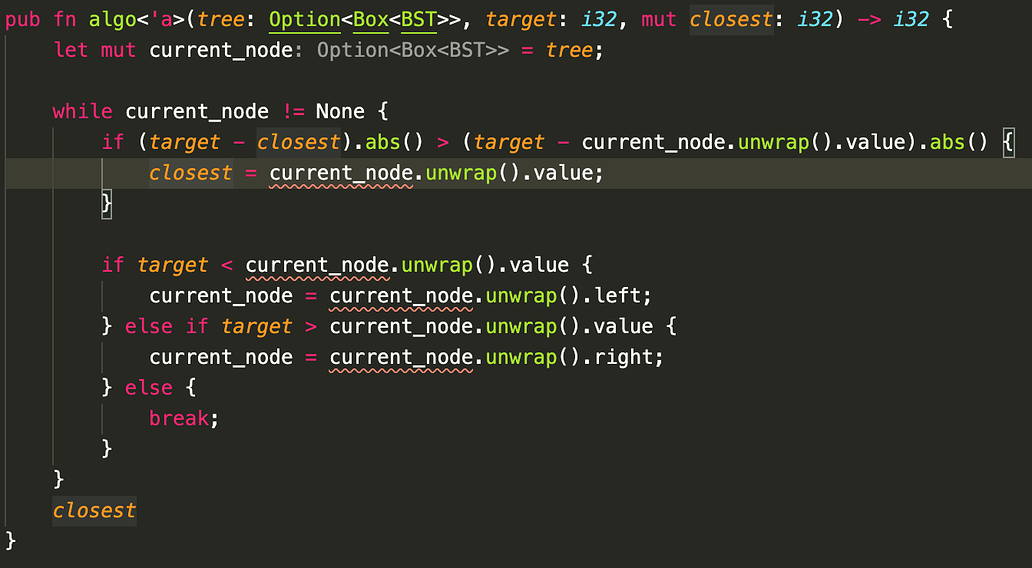 pub fn algo<'a>(tree: Option<Box<BST>>, target: i32, mut closest: i32) -> i32 {
    let mut current_node: Option<Box<BST>> = tree;

    while current_node != None {
        if (target - closest).abs() > (target - current_node.unwrap().value).abs() {
            closest = current_node.unwrap().value;
        }

        if target < current_node.unwrap().value {
            current_node = current_node.unwrap().left;
        } else if target > current_node.unwrap().value {
            current_node = current_node.unwrap().right;
        } else {
            break;
        }
    }
    closest
}